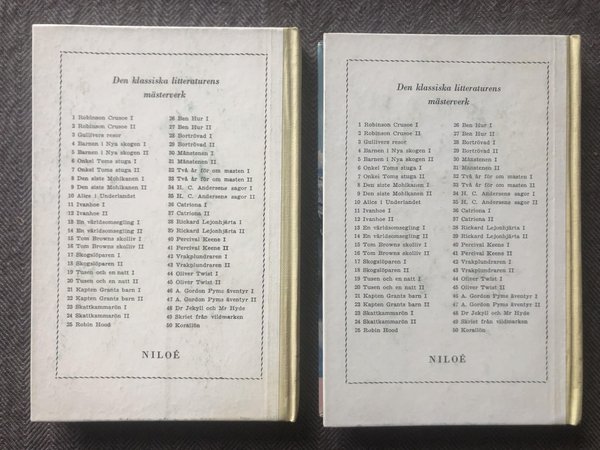 Den klassiska litteraturens
mästerverk
1 Robinson Crusoe I
2 Robinson Crusoe II
3 Gullivers resor
4 Barnen i Nya skogen I
5 Barnen i Nya skogen II
6 Onkel Toms stuga I
7 Onkel Toms stuga II
8 Den siste Mohikanen I
9 Den siste Mohikanen II
10 Alice i Underlandet
11 Ivanhoe I
12 Ivanhoe II
13 En världsomsegling I
14 En världsomsegling II
15 Tom Browns skolliv I
16 Tom Browns skolliv II
17 Skogslöparen I
18 Skogslöparen II
19 Tusen och en natt I
20 Tusen och en natt II
21 Kapten Grants barn I
22 Kapten Grants barn II
23 Skattkammarön I
24 Skattkammarön II
25 Robin Hood
26 Ben Hur I
27 Ben Hur II
28 Bortrövad I
29 Bortrövad II
30 Månstenen I
31 Månstenen II
32 Två år för om masten I
33 Två år för om masten II
34 H. C. Andersens sagor I
35 H. C. Andersens sagor II
36 Catriona I
37 Catriona II
38 Rickard Lejonhjärta I
39 Rickard Lejonhjärta II
40 Percival Keene I
41 Percival Keene II
42 Vrakplundraren I
43 Vrakplundraren II
44 Oliver Twist I
45 Oliver Twist II
46 A. Gordon Pyms äventyr I
47 A. Gordon Pyms äventyr II
48 Dr Jekyll och Mr Hyde
49 Skriet från vildmarken
50 Korallön
NILOÉ
Den klassiska litteraturens
mästerverk
1 Robinson Crusoe I
2 Robinson Crusoe II
3 Gullivers resor
4 Barnen i Nya skogen I
5 Barnen i Nya skogen II
6 Onkel Toms stuga I
7 Onkel Toms stuga II
8 Den siste Mohikanen I
9 Den siste Mohikanen II
10 Alice i Underlandet
11 Ivanhoe I
12 Ivanhoe II
13 En världsomsegling I
14 En världsomsegling II
15 Tom Browns skolliv I
16 Tom Browns skolliv II
17 Skogslöparen I
18 Skogslöparen II
19 Tusen och en natt I
20 Tusen och en natt II
21 Kapten Grants barn I
22 Kapten Grants barn II
23 Skattkammarön I
24 Skattkammarön II
25 Robin Hood
26 Ben Hur I
27 Ben Hur II
28 Bortrövad I
29 Bortrövad II
30 Månstenen I
31 Månstenen II
32 Två år för om masten I
33 Två år för om masten II
34 H. C. Andersens sagor I
35 H. C. Andersens sagor II
36 Catriona I
37 Catriona II
38 Rickard Lejonhjärta I
39 Rickard Lejonhjärta II
40 Percival Keene I
41 Percival Keene II
42 Vrakplundraren I
43 Vrakplundraren II
44 Oliver Twist I
45 Oliver Twist II
46 A. Gordon Pyms äventyr I
47 A. Gordon Pyms äventyr II
48 Dr Jekyll och Mr Hyde
49 Skriet från vildmarken
50 Korallön
NILOÉ